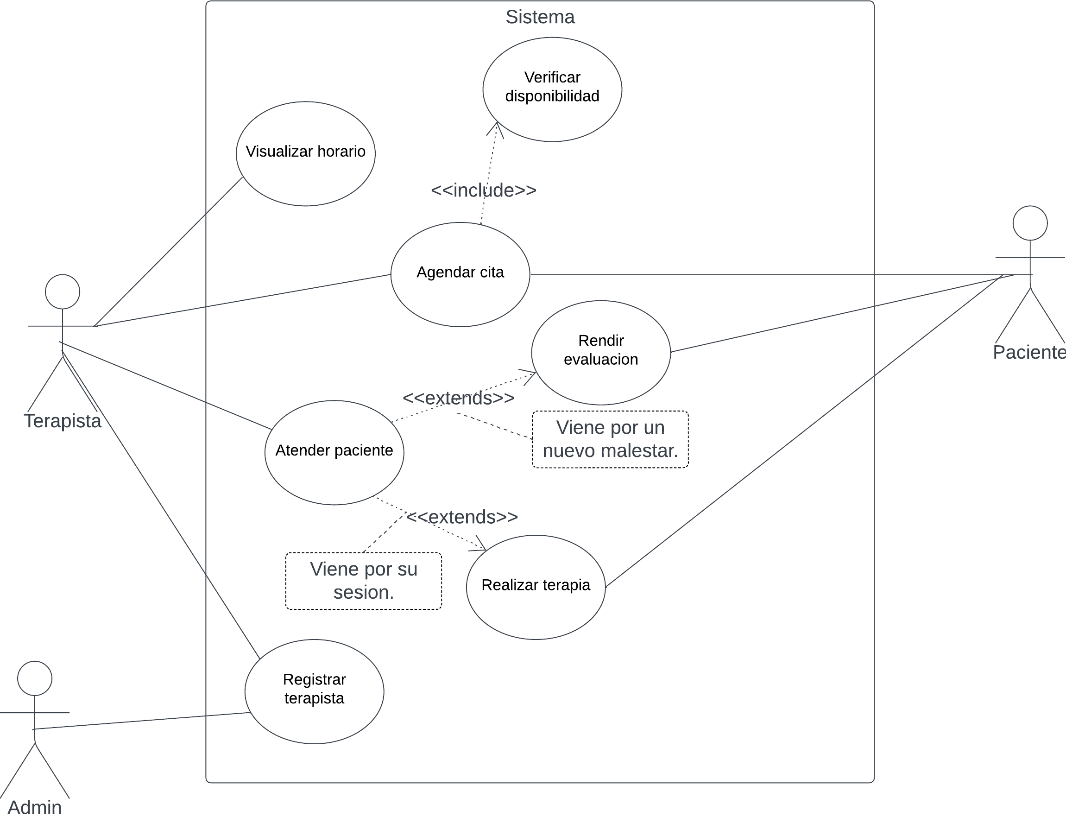 Sistema
Verificar
disponibilidad
Visualizar horario
<<include>>
Agendar cita
Rendir
evaluacion
Paciente
<<extends>>
Terapista
Viene por un
nuevo malestar.
Atender paciente
<<extends>>
Viene por su
sesion.
Realizar terapia
Registrar
terapista
Admin